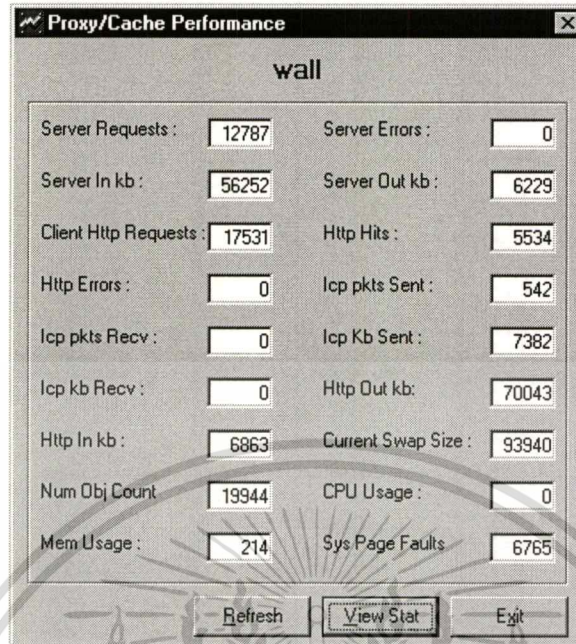 Proxy/Cache Performance
wall
Server Requests : 12787 Server Errors : 0
Server In kb : 56252 Server Out kb : 6229
Client Http Requests : 17531 Http Hits : 5534
Http Errors : 0 Icp pkts Sent : 542
Icp pkts Recv : 0 Icp Kb Sent : 7382
Icp kb Recv : 0 Http Out kb: 70043
Http In kb : 6863 Current Swap Size : 93940
Num Obj Count 19944 CPU Usage : 0
Mem Usage : 214 Sys Page Faults 6765
Refresh View Stat Exit